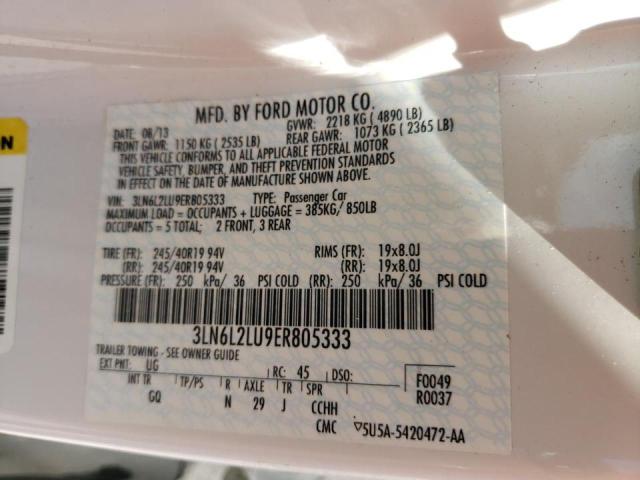 MFD. BY FORD MOTOR CO.
DATE: 08/13 GVWR: 2218 KG ( 4890 LB)
FRONT GAWR: 1150 KG ( 2535 LB) REAR GAWR: 1073 KG ( 2365 LB)
THIS VEHICLE CONFORMS TO ALL APPLICABLE FEDERAL MOTOR
VEHICLE SAFETY, BUMPER, AND THEFT PREVENTION STANDARDS
IN EFFECT ON THE DATE OF MANUFACTURE SHOWN ABOVE.
VIN: 3LN6L2LU9ER805333 TYPE: Passenger Car
MAXIMUM LOAD = OCCUPANTS + LUGGAGE = 385KG/ 850LB
OCCUPANTS = 5 TOTAL; 2 FRONT, 3 REAR
TIRE (FR): 245/40R19 94V RIMS (FR): 19x8.0J
(RR): 245/40R19 94V (RR): 19x8.0J
PRESSURE (FR): 250 kPa/ 36 PSI COLD (RR): 250 kPa/ 36 PSI COLD
3LN6L2LU9ER805333
TRAILER TOWING - SEE OWNER GUIDE
EXT PNT: UG RC: 45 DSO: F0049
R0037
INT TR TP/PS R AXLE TR SPR
GQ N 29 J CCHH
CMC ▽5U5A-5420472-AA